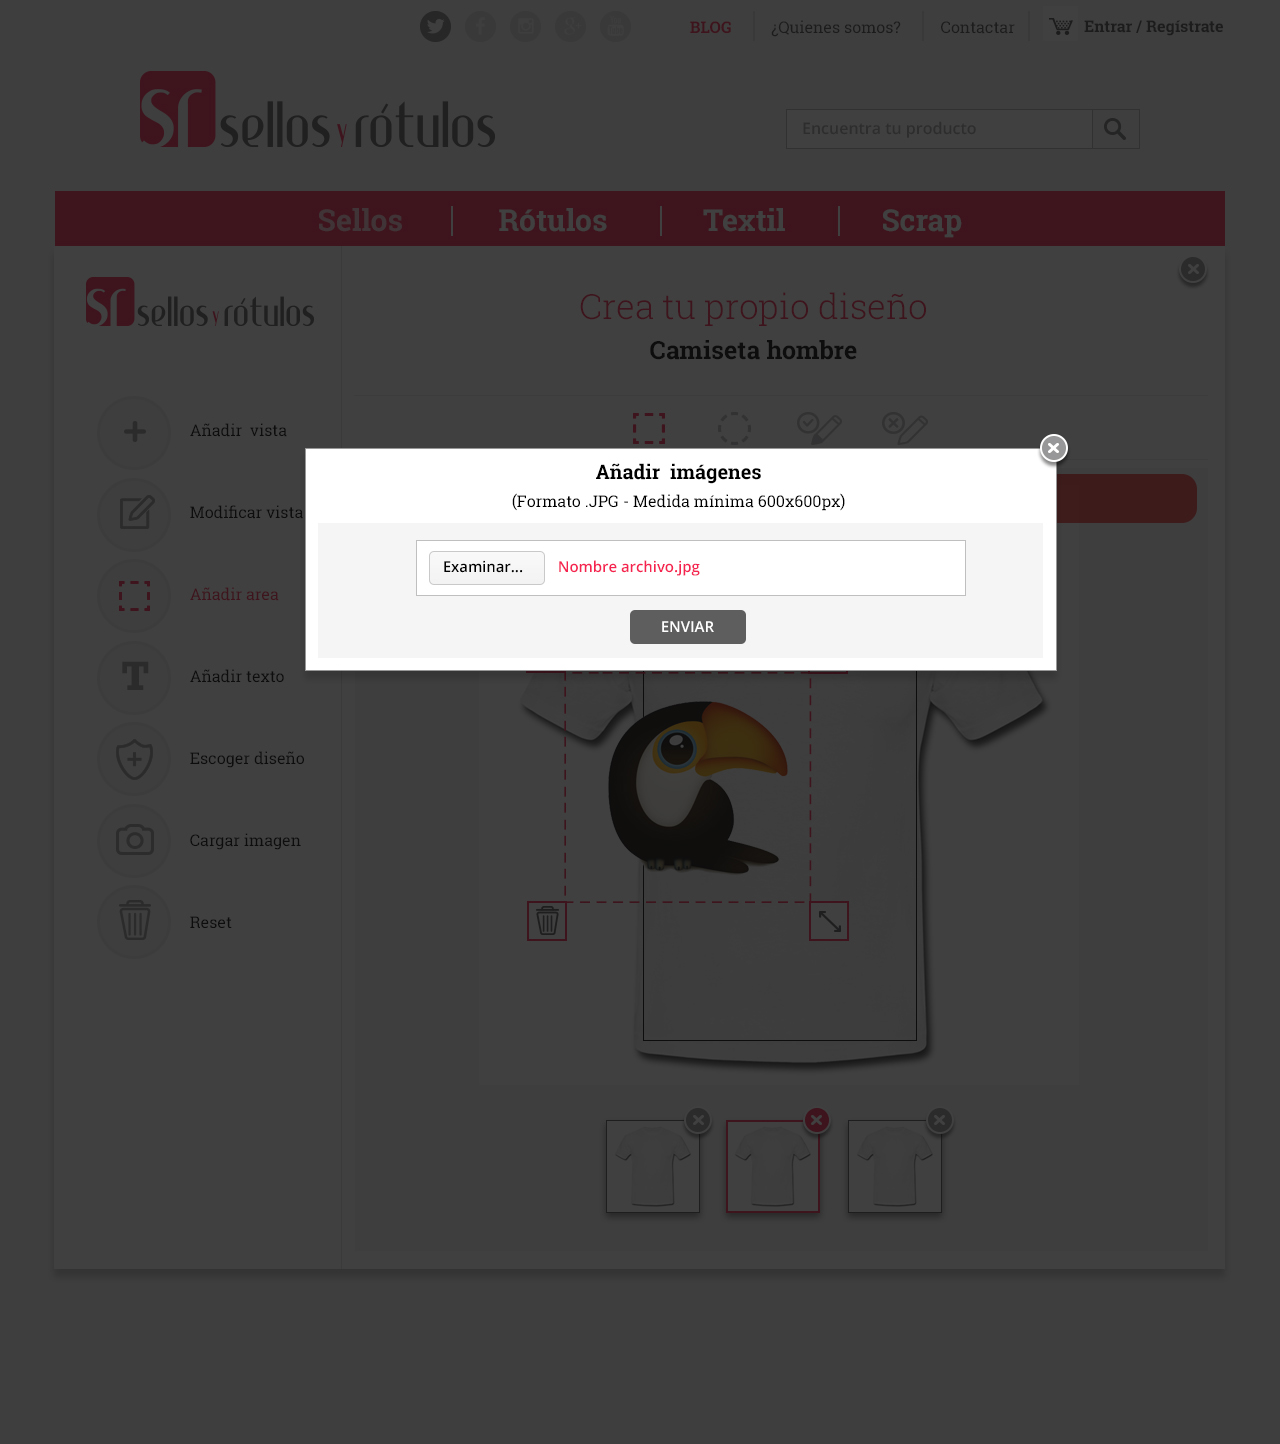 BLOG
¿Quienes somos?
Contactar
Entrar / Regístrate
Sr sellos y rótulos
Encuentra tu producto
Sellos
Rótulos
Textil
Scrap
Sr sellos y rótulos
Crea tu propio diseño
Camiseta hombre
Añadir vista
Modificar vista
Añadir area
Añadir texto
Escoger diseño
Cargar imagen
Reset
Añadir imágenes
(Formato .JPG - Medida mínima 600x600px)
Examinar...
Nombre archivo.jpg
ENVIAR